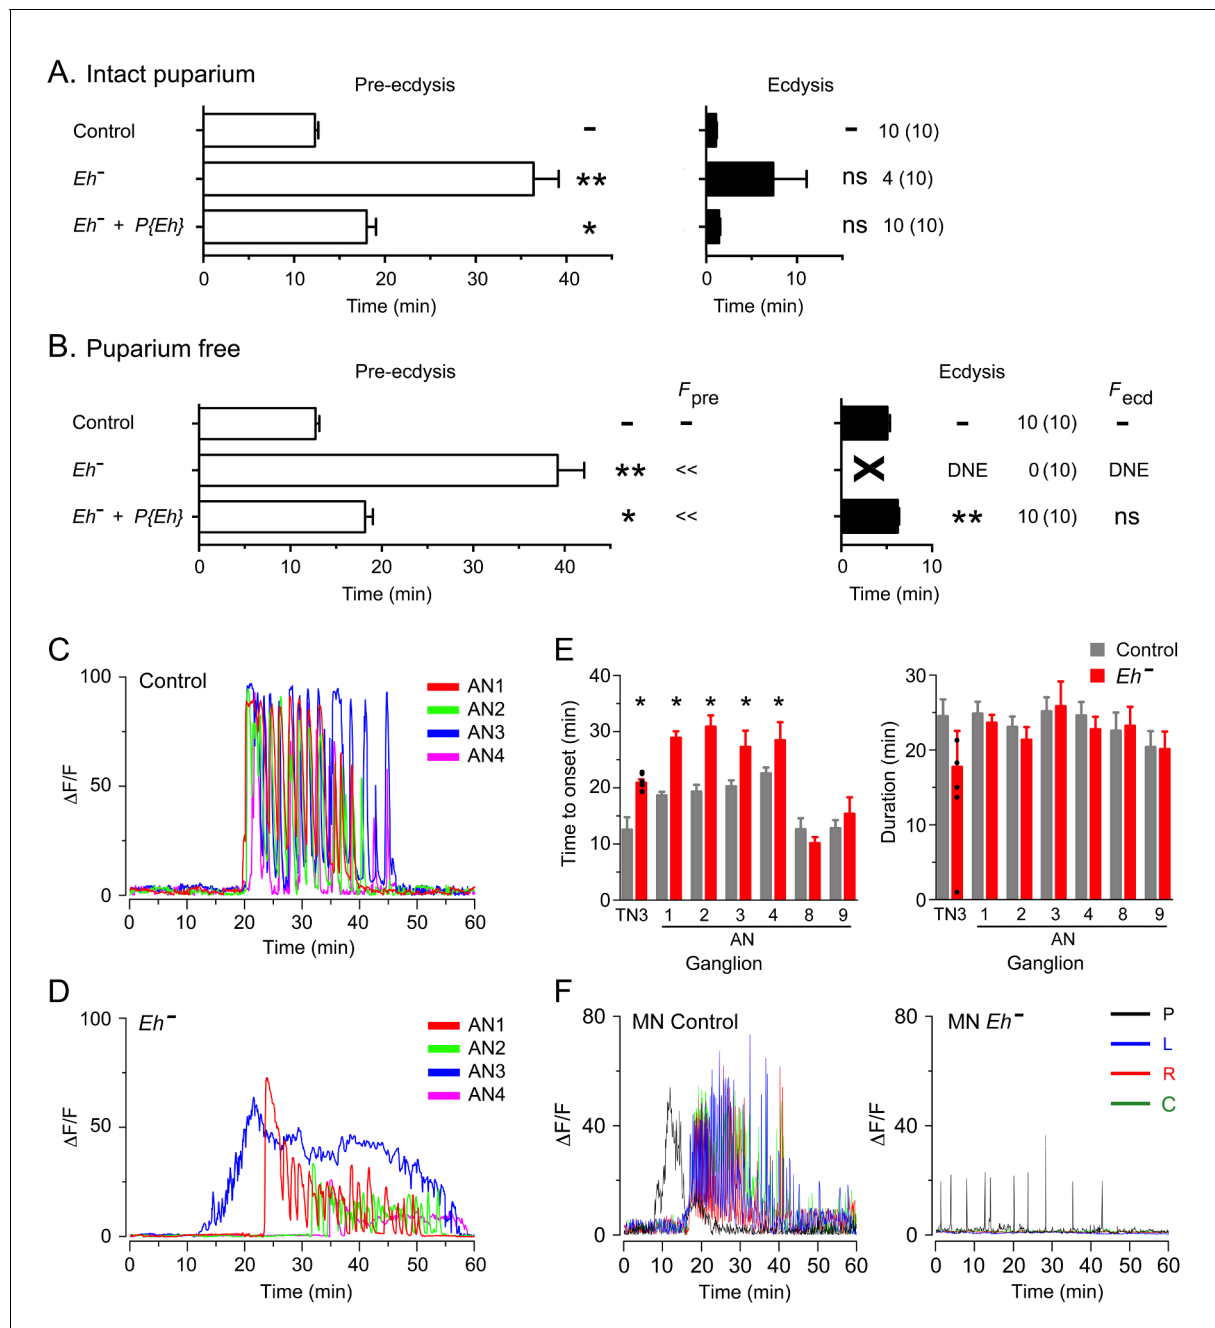 A. Intact puparium
Pre-ecdysis
Ecdysis
Control
-
-
10 (10)
Eh-
**
ns
4 (10)
Eh- + P{Eh}
*
ns
10 (10)
0 10 20 30 40
Time (min)
0 10
Time (min)
B. Puparium free
Pre-ecdysis
Fpre
Ecdysis
Fecd
Control
-
-
-
10 (10)
-
Eh-
**
<<
X
DNE
0 (10)
DNE
Eh- + P{Eh}
*
<<
**
10 (10)
ns
0 10 20 30 40
Time (min)
0 10
Time (min)
C
Control
ΔF/F
100
50
0
AN1
AN2
AN3
AN4
0 10 20 30 40 50 60
Time (min)
E
Time to onset (min)
40
30
20
10
0
* * * * *
TN3 1 2 3 4 8 9
AN
Ganglion
Control
Eh-
Duration (min)
30
20
10
0
TN3 1 2 3 4 8 9
AN
Ganglion
D
Eh-
ΔF/F
100
50
0
AN1
AN2
AN3
AN4
0 10 20 30 40 50 60
Time (min)
F
MN Control
ΔF/F
80
40
0
0 10 20 30 40 50 60
Time (min)
MN Eh-
ΔF/F
80
40
0
P
L
R
C
0 10 20 30 40 50 60
Time (min)